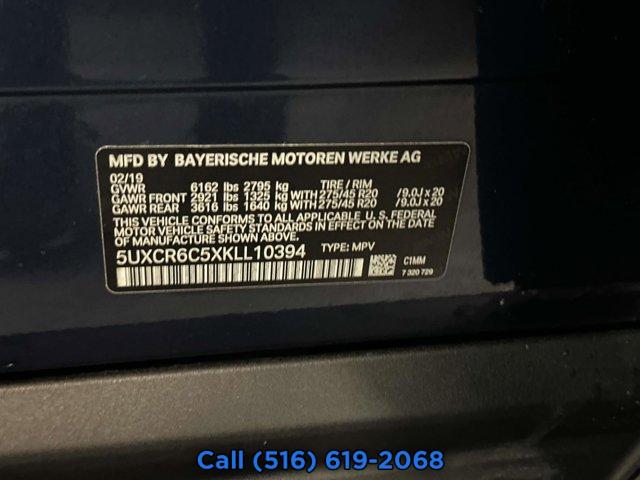 MFD BY BAYERISCHE MOTOREN WERKE AG
02/19 TIRE / RIM
GVWR 6162 lbs 2795 kg
GAWR FRONT 2921 lbs 1325 kg WITH 275/45 R20 /9.0J x 20
GAWR REAR 3616 lbs 1640 kg WITH 275/45 R20 /9.0J x 20
THIS VEHICLE CONFORMS TO ALL APPLICABLE U. S. FEDERAL
MOTOR VEHICLE SAFETY STANDARDS IN EFFECT ON THE DATE
OF MANUFACTURE SHOWN ABOVE.
5UXCR6C5XKLL10394 TYPE: MPV
C1MM
7 320 729
Call (516) 619-2068